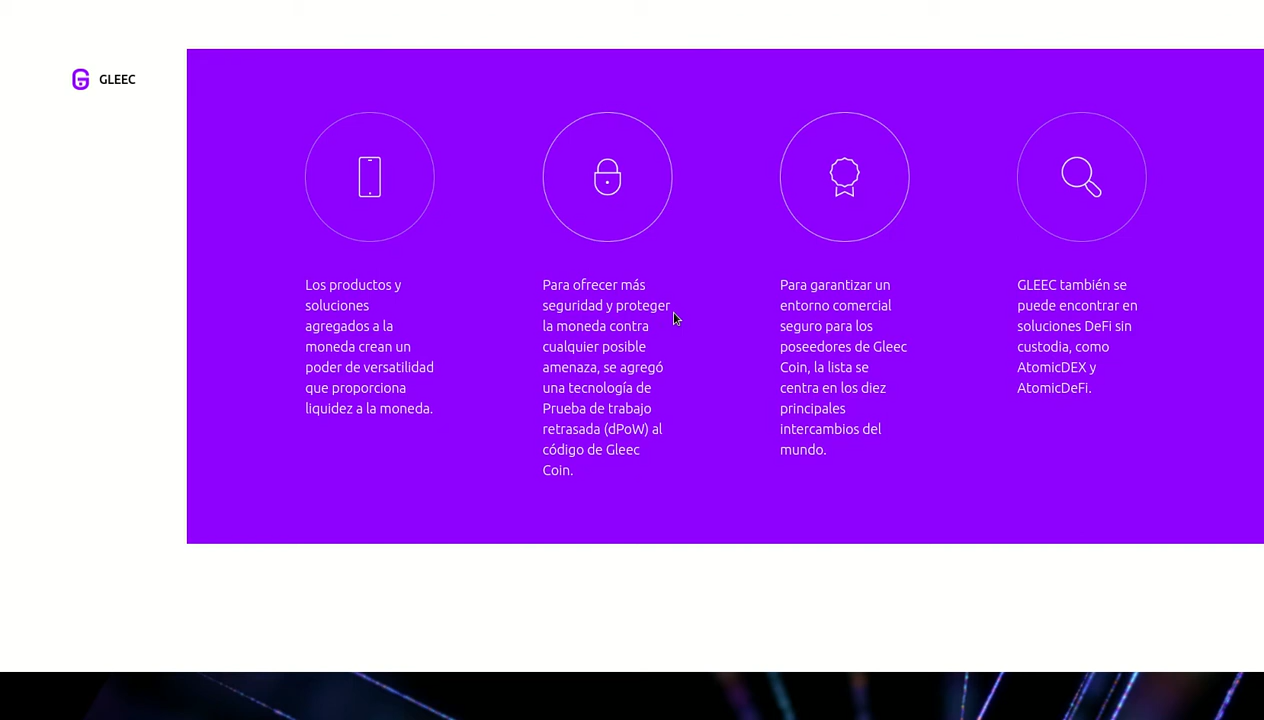 GLEEC
Los productos y
soluciones
agregados a la
moneda crean un
poder de versatilidad
que proporciona
liquidez a la moneda.
Para ofrecer más
seguridad y proteger
la moneda contra
cualquier posible
amenaza, se agregó
una tecnología de
Prueba de trabajo
retrasada (dPoW) al
código de Gleec
Coin.
Para garantizar un
entorno comercial
seguro para los
poseedores de Gleec
Coin, la lista se
centra en los diez
principales
intercambios del
mundo.
GLEEC también se
puede encontrar en
soluciones DeFi sin
custodia, como
AtomicDEX y
AtomicDeFi.